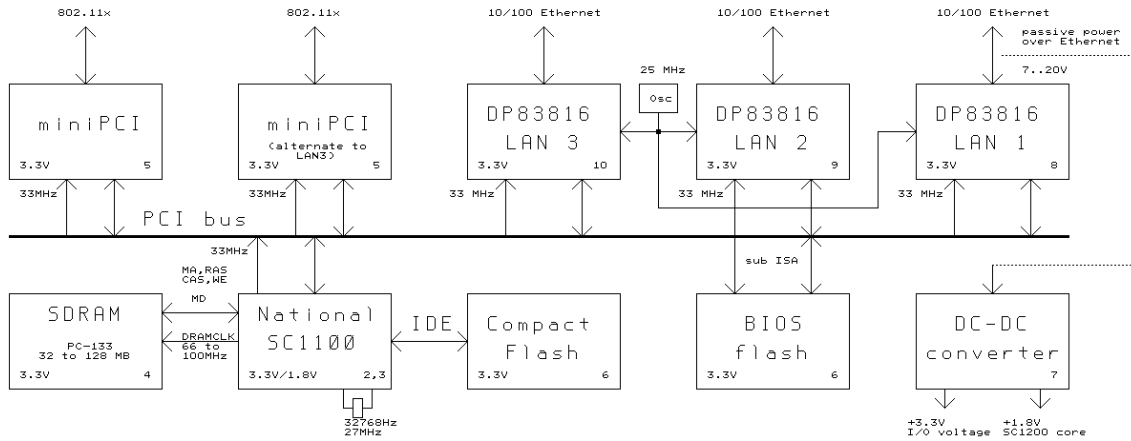 802.11x
802.11x
10/100 Ethernet
10/100 Ethernet
10/100 Ethernet
passive power
over Ethernet
7..20V
25 MHz
Osc
miniPCI
3.3V
5
miniPCI
(alternate to
LAN3)
3.3V
5
DP83816
LAN 3
3.3V
10
DP83816
LAN 2
3.3V
9
DP83816
LAN 1
3.3V
8
33MHz
33MHz
33 MHz
33 MHz
33 MHz
PCI bus
33MHz
sub ISA
MA,RAS
CAS,WE
MD
DRAMCLK
66 to
100MHz
SDRAM
PC-133
32 to 128 MB
3.3V
4
National
SC1100
3.3V/1.8V
2,3
IDE
Compact
Flash
3.3V
6
BIOS
flash
3.3V
6
DC-DC
converter
7
32768Hz
27MHz
+3.3V
I/O voltage
+1.8V
SC1200 core